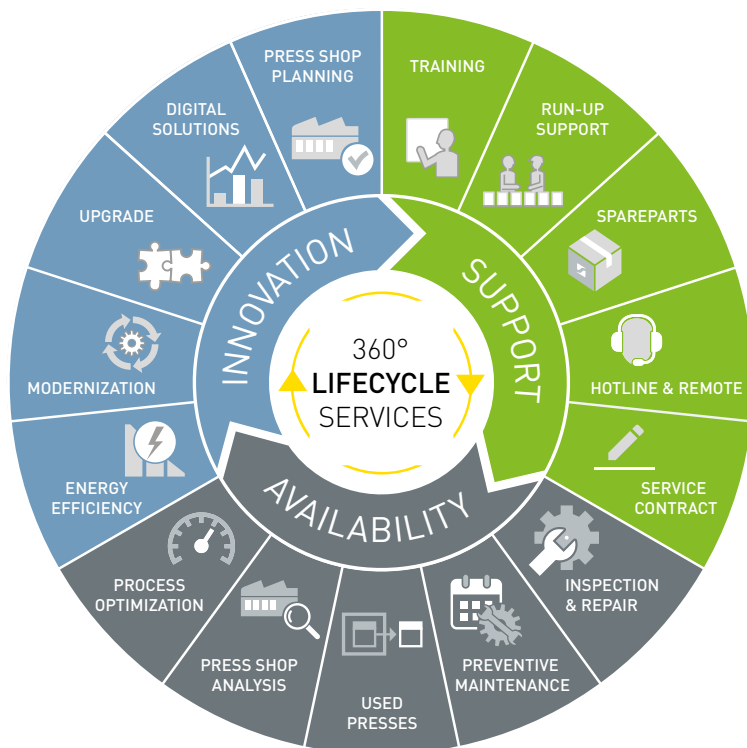 PRESS SHOP
PLANNING
TRAINING
RUN-UP
SUPPORT
SPAREPARTS
HOTLINE & REMOTE
SERVICE
CONTRACT
INSPECTION
& REPAIR
PREVENTIVE
MAINTENANCE
USED
PRESSES
PRESS SHOP
ANALYSIS
PROCESS
OPTIMIZATION
ENERGY
EFFICIENCY
MODERNIZATION
UPGRADE
DIGITAL
SOLUTIONS
INNOVATION
SUPPORT
AVAILABILITY
360°
LIFECYCLE
SERVICES